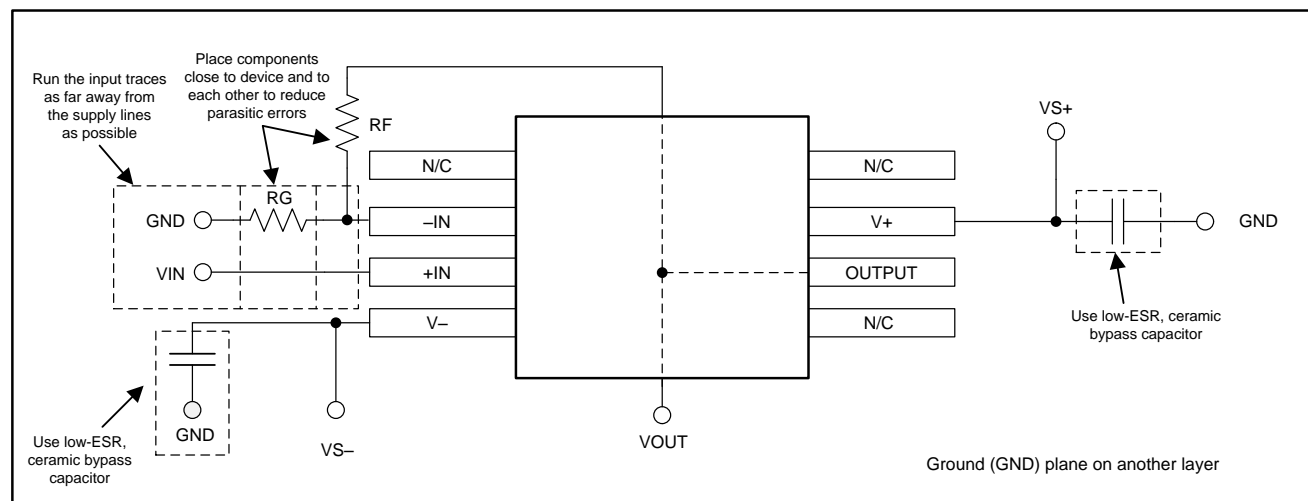 Run the input traces
as far away from
the supply lines
as possible
Place components
close to device and to
each other to reduce
parasitic errors
RF
N/C
RG
GND
–IN
VIN
+IN
V–
GND
Use low-ESR,
ceramic bypass
capacitor
VS–
VOUT
N/C
V+
OUTPUT
N/C
VS+
GND
Use low-ESR, ceramic
bypass capacitor
Ground (GND) plane on another layer